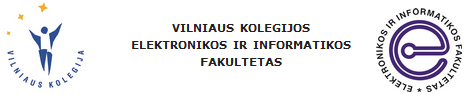 VILNIAUS KOLEGIJA
VILNIAUS KOLEGIJOS
ELEKTRONIKOS IR INFORMATIKOS
FAKULTETAS
ELEKTRONIKOS IR INFORMATIKOS FAKULTETAS